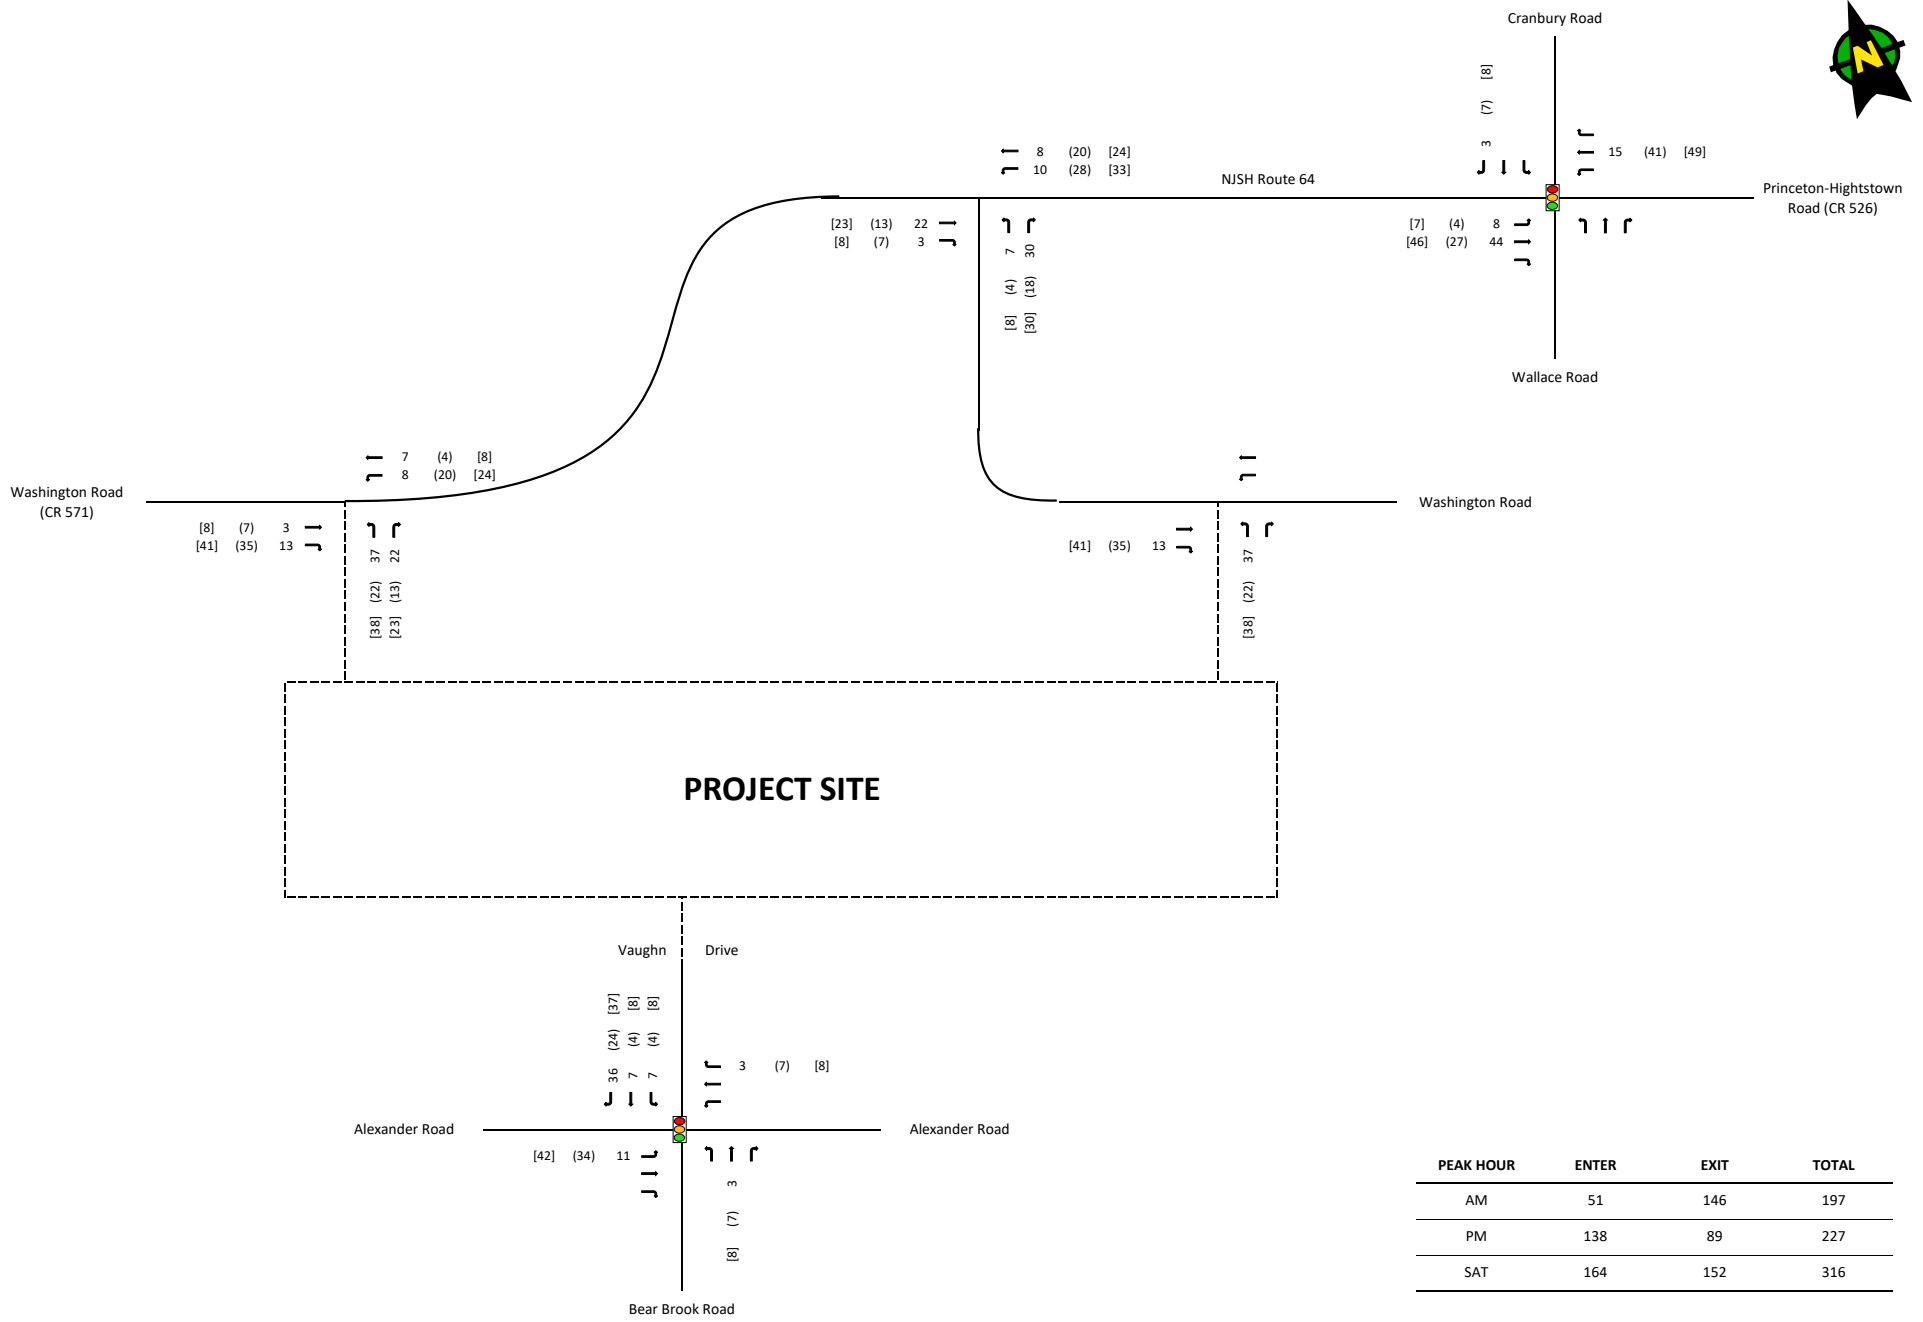 Cranbury Road
N
3 (7) [8]
15 (41) [49]
8 (20) [24]
10 (28) [33]
NJSH Route 64
Princeton-Hightstown
Road (CR 526)
[23] (13) 22
[8] (7) 3
[7] (4) 8
[46] (27) 44
7 (4) [8]
30 (18) [30]
Wallace Road
7 (4) [8]
8 (20) [24]
Washington Road
(CR 571)
Washington Road
[8] (7) 3
[41] (35) 13
37 (22) [38]
22 (13) [23]
[41] (35) 13
37 (22) [38]
PROJECT SITE
Vaughn Drive
36 (24) [37]
7 (4) [8]
7 (4) [8]
3 (7) [8]
Alexander Road
Alexander Road
[42] (34) 11
3 (7) [8]
Bear Brook Road
PEAK HOUR ENTER EXIT TOTAL
AM 51 146 197
PM 138 89 227
SAT 164 152 316